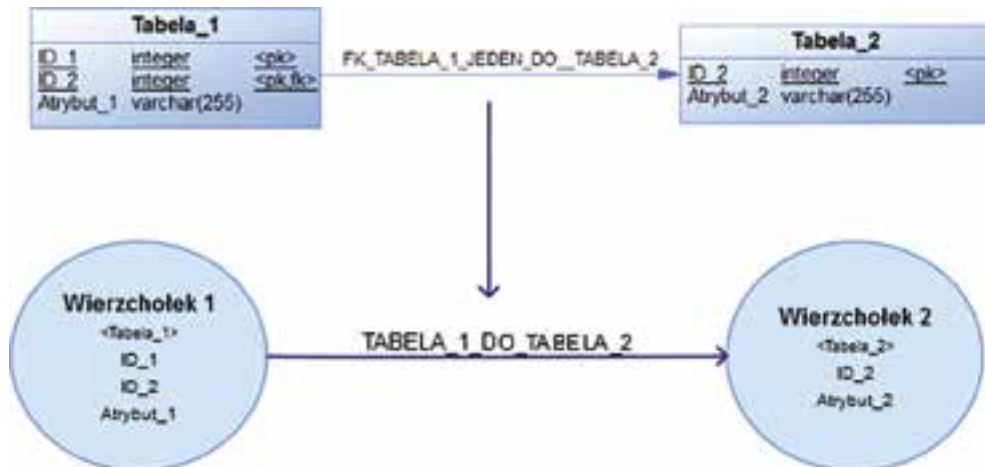 Tabela_1
ID_1 integer <pk>
ID_2 integer <pk,fk>
Atrybut_1 varchar(255)
FK_TABELA_1_JEDEN_DO__TABELA_2
Tabela_2
ID_2 integer <pk>
Atrybut_2 varchar(255)
Wierzchołek 1
<Tabela_1>
ID_1
ID_2
Atrybut_1
TABELA_1_DO_TABELA_2
Wierzchołek 2
<Tabela_2>
ID_2
Atrybut_2